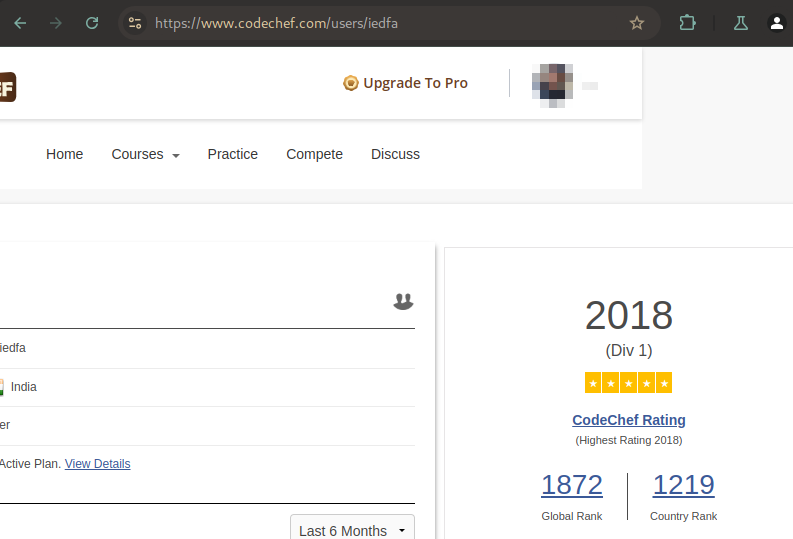 https://www.codechef.com/users/iedfa
EF
Upgrade To Pro
Home Courses Practice Compete Discuss
iedfa
India
er
Active Plan. View Details
Last 6 Months
2018
(Div 1)
CodeChef Rating
(Highest Rating 2018)
1872 1219
Global Rank Country Rank